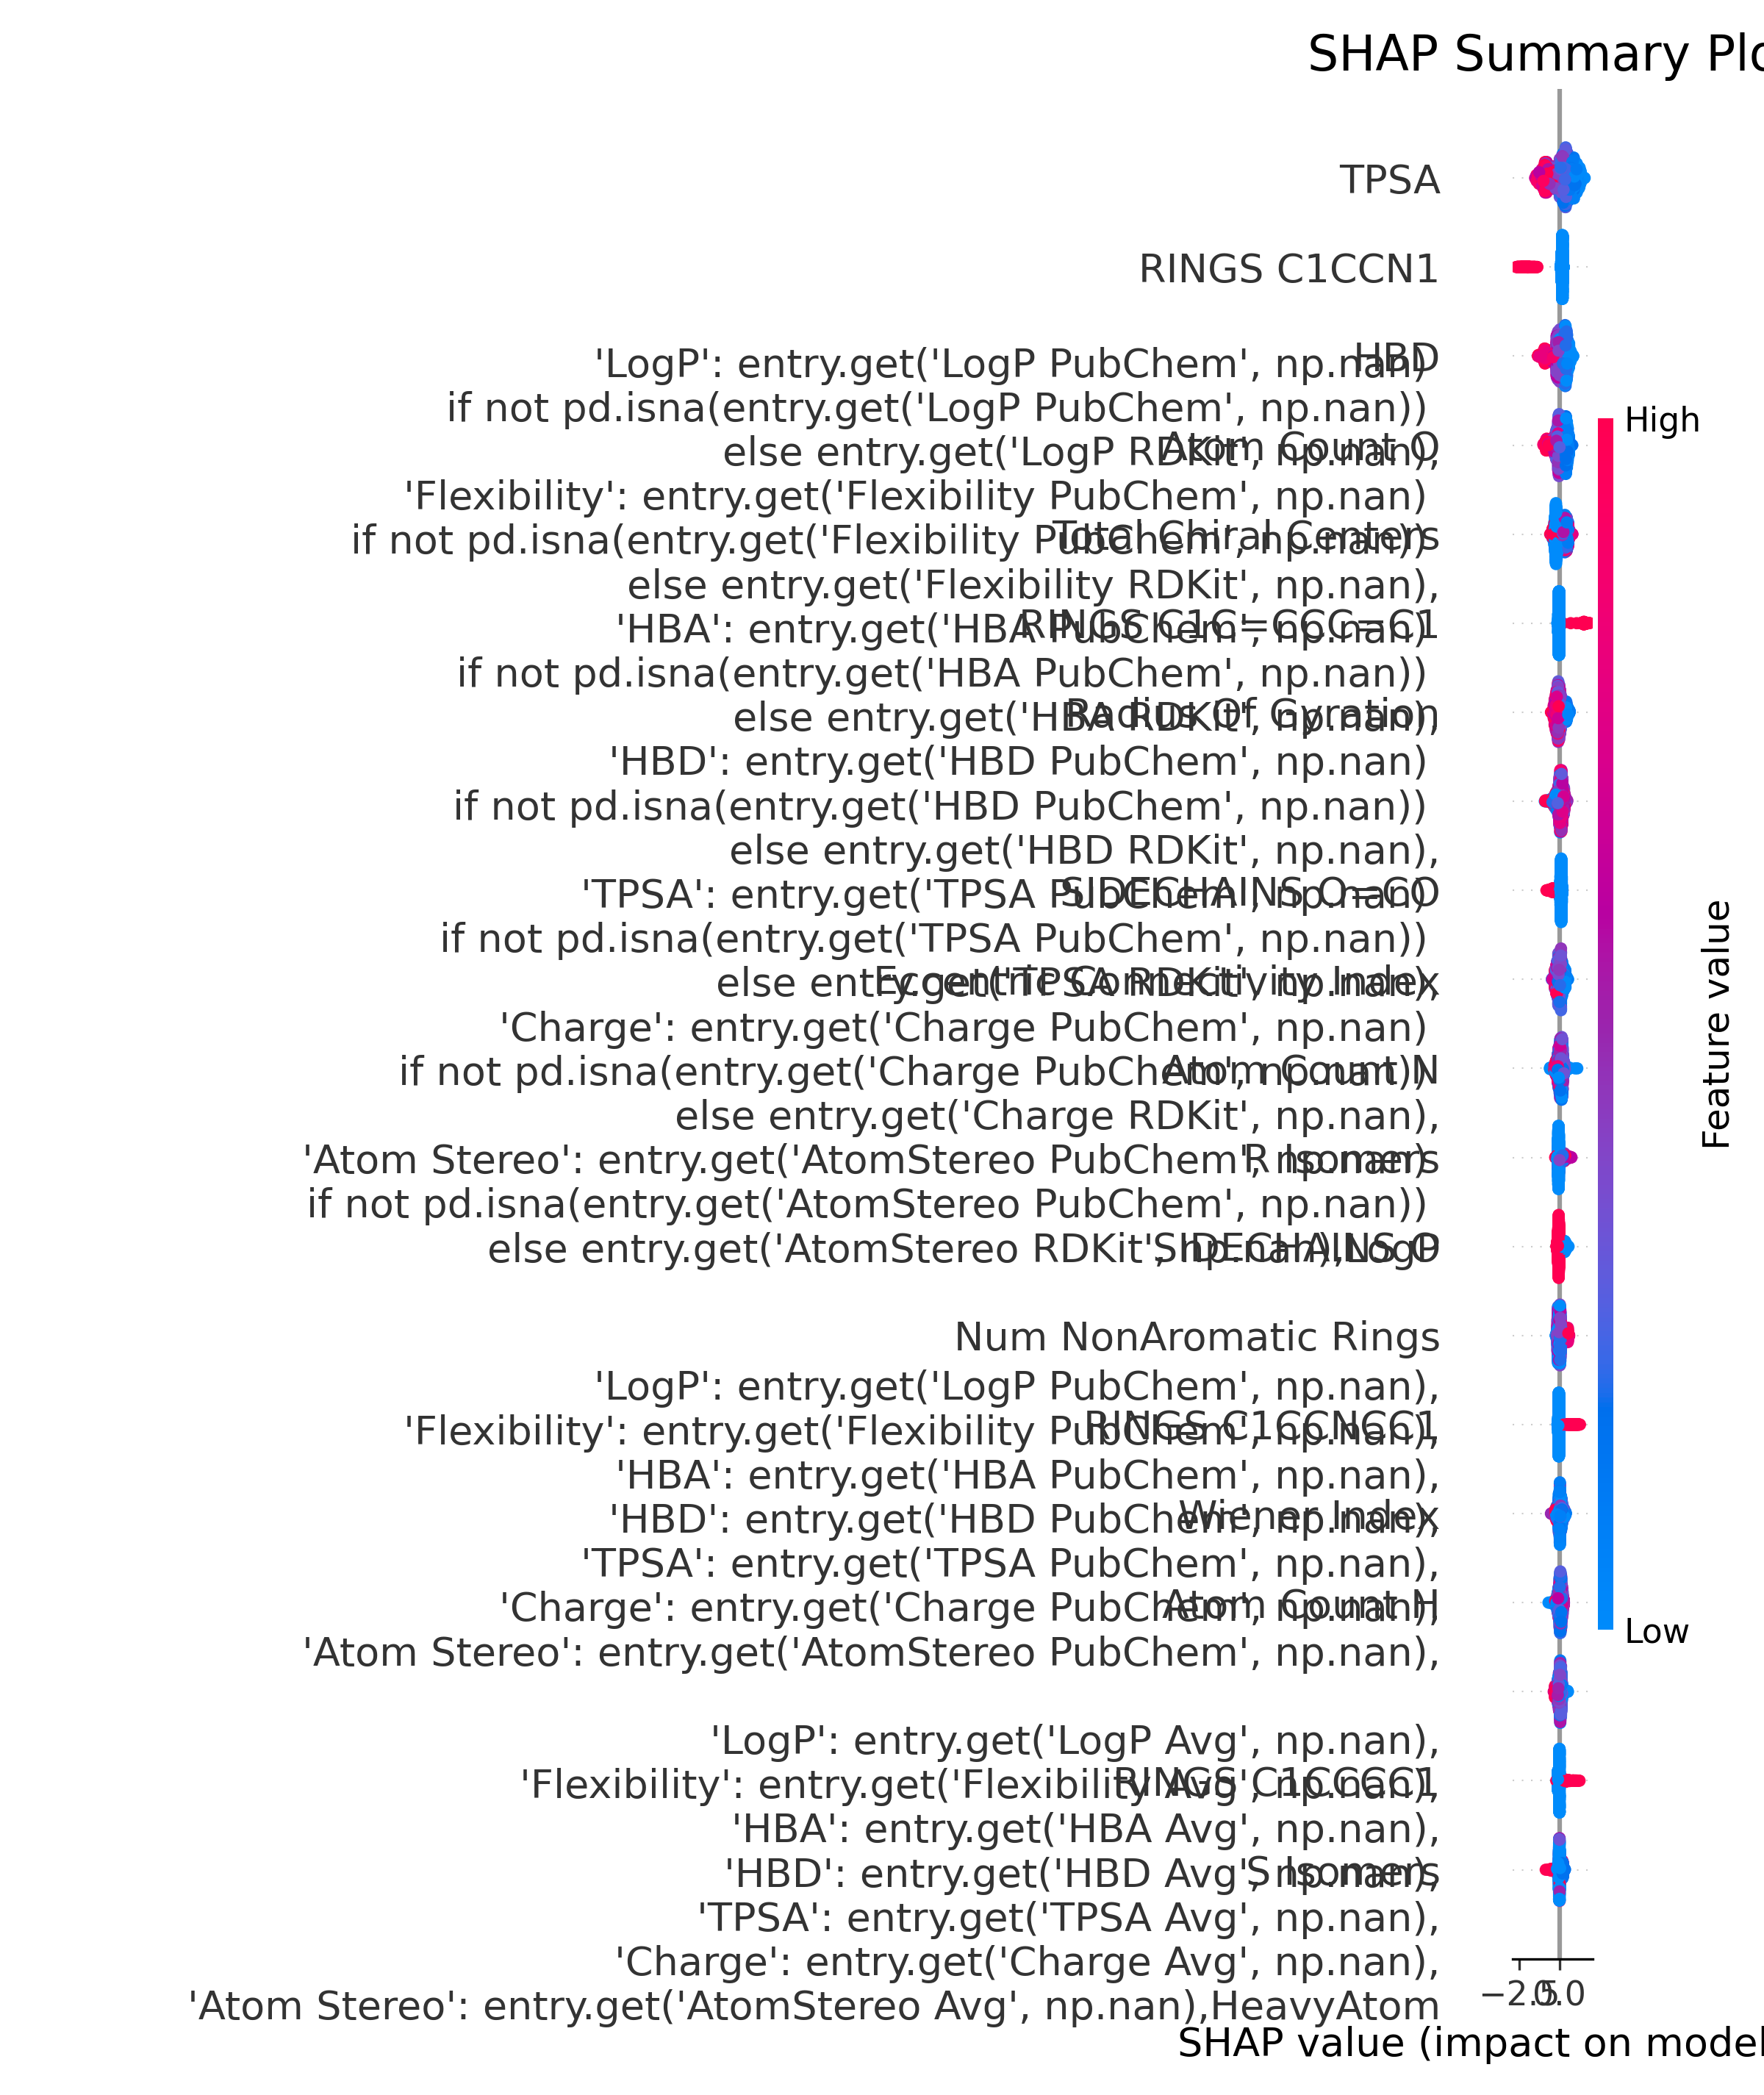 SHAP Summary Plo
TPSA
RINGS C1CCN1
HBD
'LogP': entry.get('LogP PubChem', np.nan)
if not pd.isna(entry.get('LogP PubChem', np.nan))
Atom Count O
else entry.get('LogP RDKit', np.nan),
'Flexibility': entry.get('Flexibility PubChem', np.nan)
Total Chiral Centers
if not pd.isna(entry.get('Flexibility PubChem', np.nan))
else entry.get('Flexibility RDKit', np.nan),
RINGS C1C=CCC=C1
'HBA': entry.get('HBA PubChem', np.nan)
if not pd.isna(entry.get('HBA PubChem', np.nan))
Radius Of Gyration
else entry.get('HBA RDKit', np.nan),
'HBD': entry.get('HBD PubChem', np.nan)
if not pd.isna(entry.get('HBD PubChem', np.nan))
else entry.get('HBD RDKit', np.nan),
SIDECHAINS O=CO
'TPSA': entry.get('TPSA PubChem', np.nan)
if not pd.isna(entry.get('TPSA PubChem', np.nan))
Eccentric Connectivity Index
else entry.get('TPSA RDKit', np.nan),
'Charge': entry.get('Charge PubChem', np.nan)
Atom Count N
if not pd.isna(entry.get('Charge PubChem', np.nan))
else entry.get('Charge RDKit', np.nan),
R Isomers
'Atom Stereo': entry.get('AtomStereo PubChem', np.nan)
if not pd.isna(entry.get('AtomStereo PubChem', np.nan))
SIDECHAINS O
else entry.get('AtomStereo RDKit', np.nan),LogP
Num NonAromatic Rings
'LogP': entry.get('LogP PubChem', np.nan),
RINGS C1CCNCC1
'Flexibility': entry.get('Flexibility PubChem', np.nan),
'HBA': entry.get('HBA PubChem', np.nan),
Wiener Index
'HBD': entry.get('HBD PubChem', np.nan),
'TPSA': entry.get('TPSA PubChem', np.nan),
Atom Count H
'Charge': entry.get('Charge PubChem', np.nan),
'Atom Stereo': entry.get('AtomStereo PubChem', np.nan),
'LogP': entry.get('LogP Avg', np.nan),
RINGS C1CCCC1
'Flexibility': entry.get('Flexibility Avg', np.nan),
'HBA': entry.get('HBA Avg', np.nan),
S Isomers
'HBD': entry.get('HBD Avg', np.nan),
'TPSA': entry.get('TPSA Avg', np.nan),
'Charge': entry.get('Charge Avg', np.nan),
'Atom Stereo': entry.get('AtomStereo Avg', np.nan),HeavyAtom
−2.5
0.0
SHAP value (impact on model
High
Feature value
Low